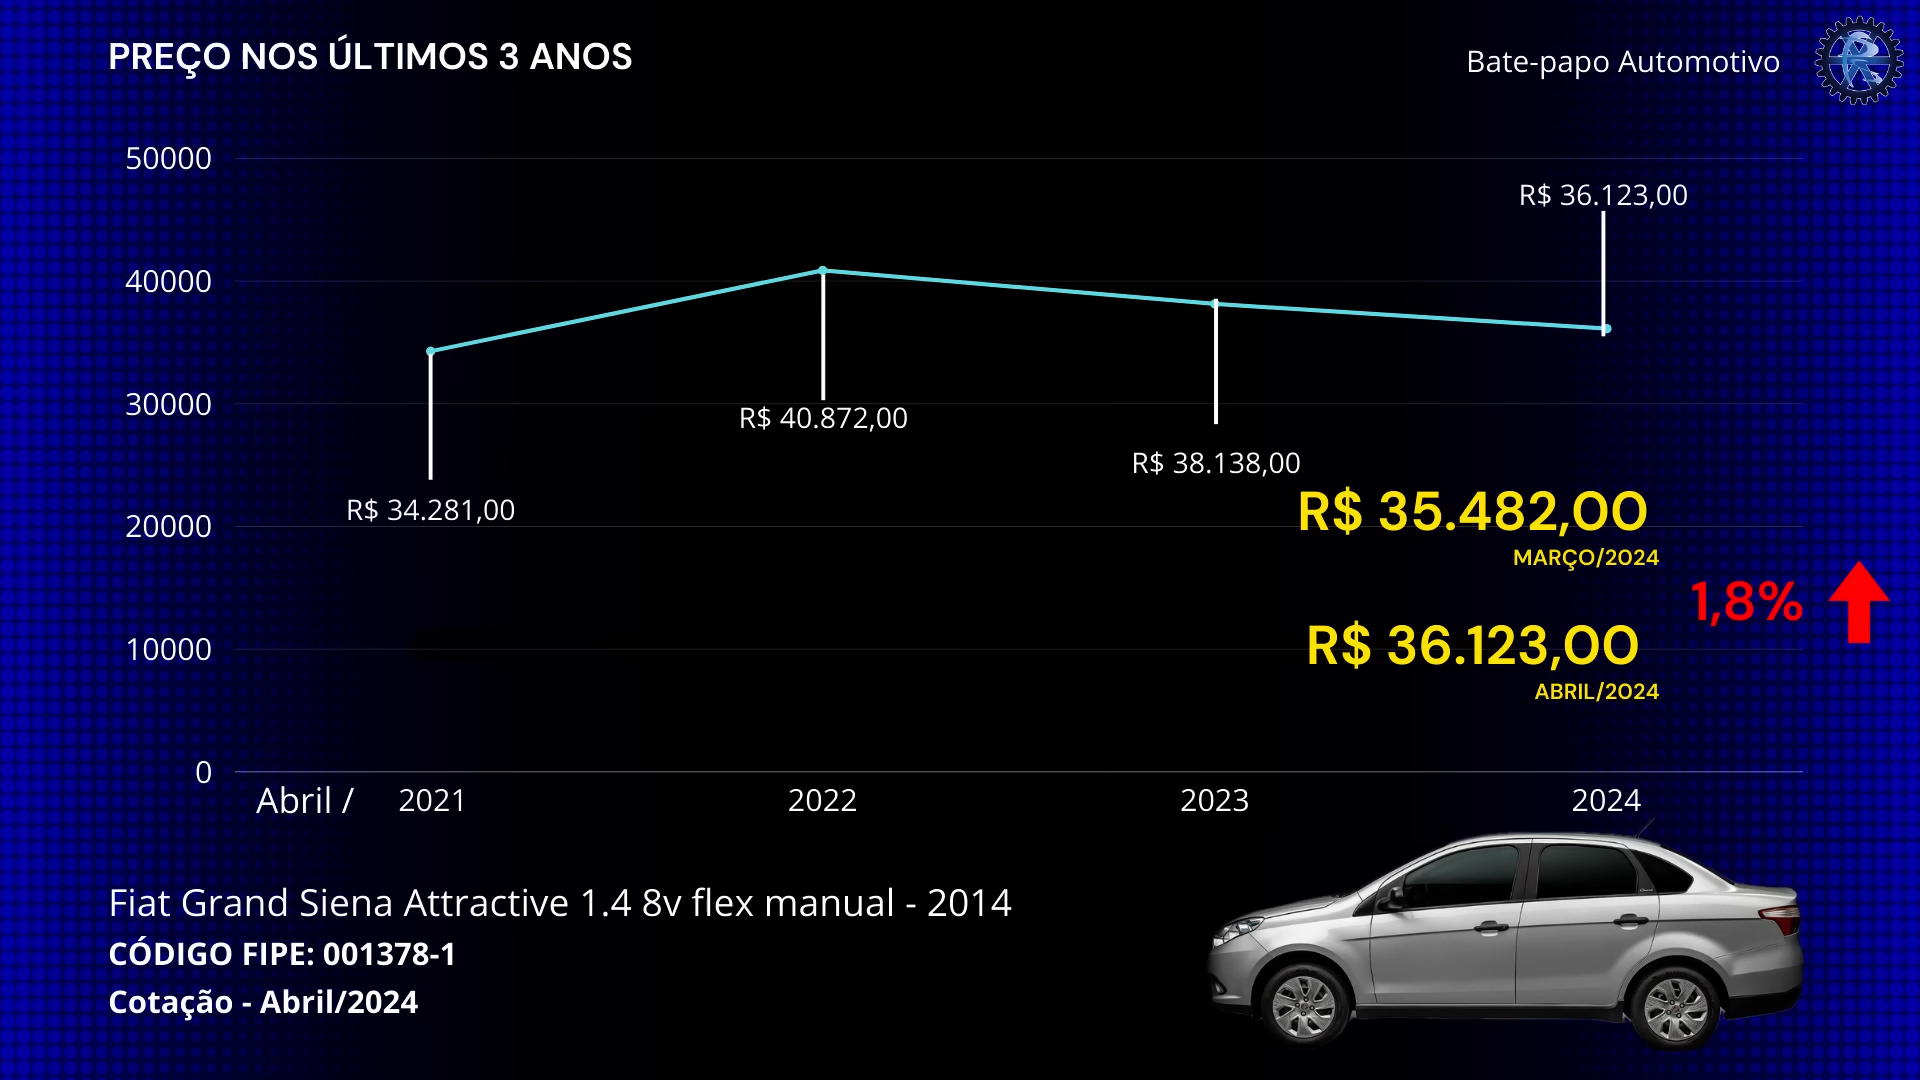 PREÇO NOS ÚLTIMOS 3 ANOS
Bate-papo Automotivo
50000
R$ 36.123,00
40000
30000
R$ 40.872,00
R$ 38.138,00
R$ 34.281,00
20000
R$ 35.482,00
MARÇO/2024
1,8%
10000
R$ 36.123,00
ABRIL/2024
0
Abril / 2021 2022 2023 2024
Fiat Grand Siena Attractive 1.4 8v flex manual - 2014
CÓDIGO FIPE: 001378-1
Cotação - Abril/2024